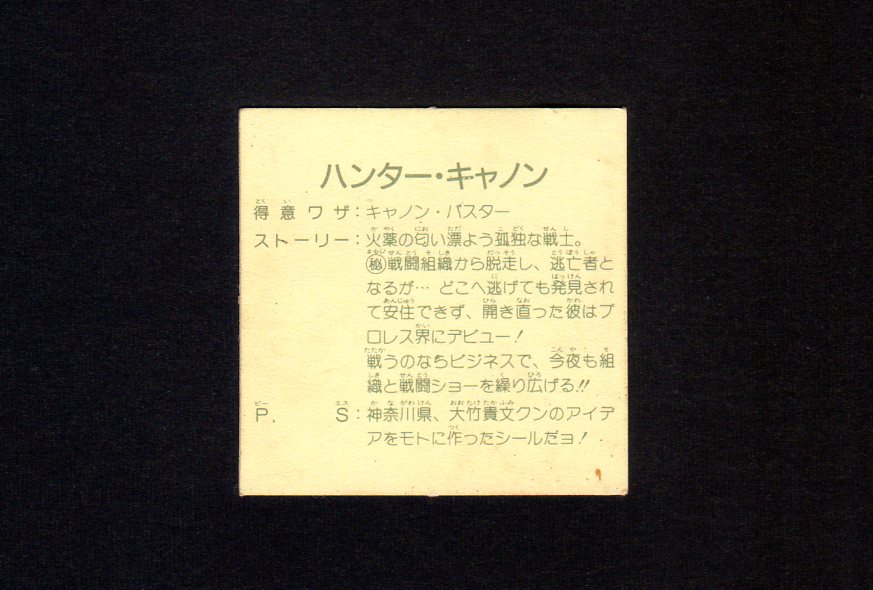 ハンター・キャノン
得意ワザ：キャノン・バスター
ストーリー：火薬の匂い漂よう孤独な戦士。
㊙戦闘組織から脱走し、逃亡者と
なるが… どこへ逃げても発見され
て安住できず、開き直った彼はプ
ロレス界にデビュー！
戦うのならビジネスで、今夜も組
織と戦闘ショーを繰り広げる!!
P. S：神奈川県、大竹貴文クンのアイデ
アをモトに作ったシールだヨ！